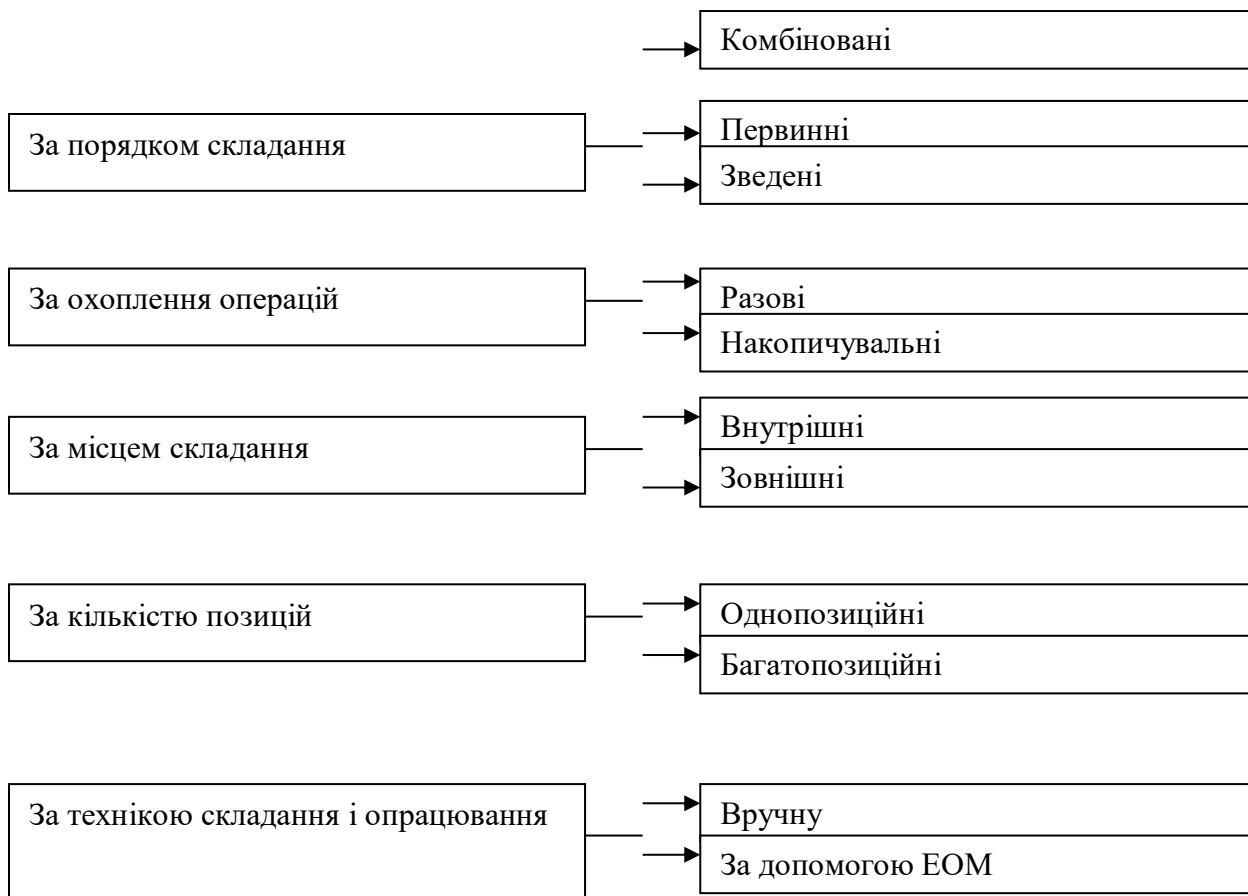 Комбіновані
За порядком складання
Первинні
Зведені
За охоплення операцій
Разові
Накопичувальні
За місцем складання
Внутрішні
Зовнішні
За кількістю позицій
Однопозиційні
Багатопозиційні
За технікою складання і опрацювання
Вручну
За допомогою ЕОМ